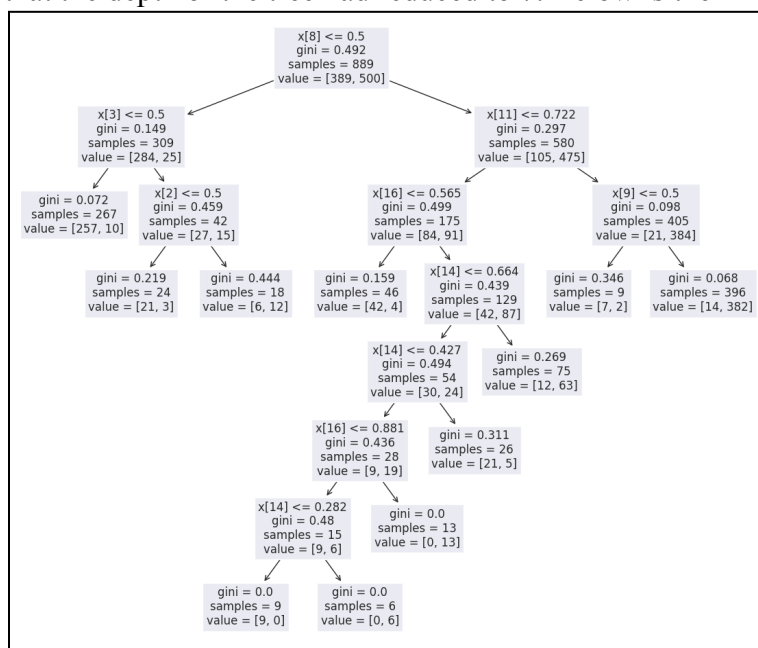 x[8] <= 0.5
gini = 0.492
samples = 889
value = [389, 500]
x[3] <= 0.5
gini = 0.149
samples = 309
value = [284, 25]
x[11] <= 0.722
gini = 0.297
samples = 580
value = [105, 475]
gini = 0.072
samples = 267
value = [257, 10]
x[2] <= 0.5
gini = 0.459
samples = 42
value = [27, 15]
x[16] <= 0.565
gini = 0.499
samples = 175
value = [84, 91]
x[9] <= 0.5
gini = 0.098
samples = 405
value = [21, 384]
gini = 0.219
samples = 24
value = [21, 3]
gini = 0.444
samples = 18
value = [6, 12]
gini = 0.159
samples = 46
value = [42, 4]
x[14] <= 0.664
gini = 0.439
samples = 129
value = [42, 87]
gini = 0.346
samples = 9
value = [7, 2]
gini = 0.068
samples = 396
value = [14, 382]
x[14] <= 0.427
gini = 0.494
samples = 54
value = [30, 24]
gini = 0.269
samples = 75
value = [12, 63]
x[16] <= 0.881
gini = 0.436
samples = 28
value = [9, 19]
gini = 0.311
samples = 26
value = [21, 5]
x[14] <= 0.282
gini = 0.48
samples = 15
value = [9, 6]
gini = 0.0
samples = 13
value = [0, 13]
gini = 0.0
samples = 9
value = [9, 0]
gini = 0.0
samples = 6
value = [0, 6]